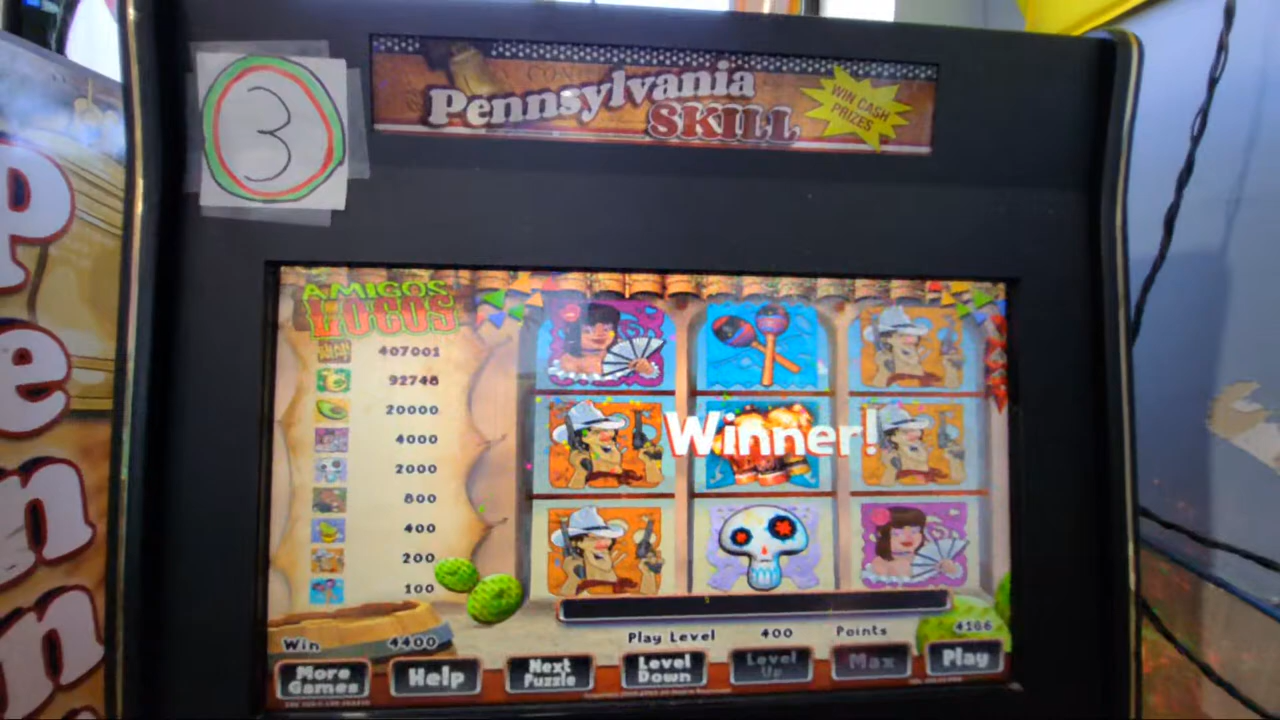 3
Pennsylvania
SKILL
WIN CASH
PRIZES
P
e
n
n
AMIGOS
LOCOS
407001
92748
20000
4000
2000
800
400
200
100
Winner!
Win 4400
Play Level 400 Points 4186
More
Games
Help
Next
Puzzle
Level
Down
Level
Up
Max
Play